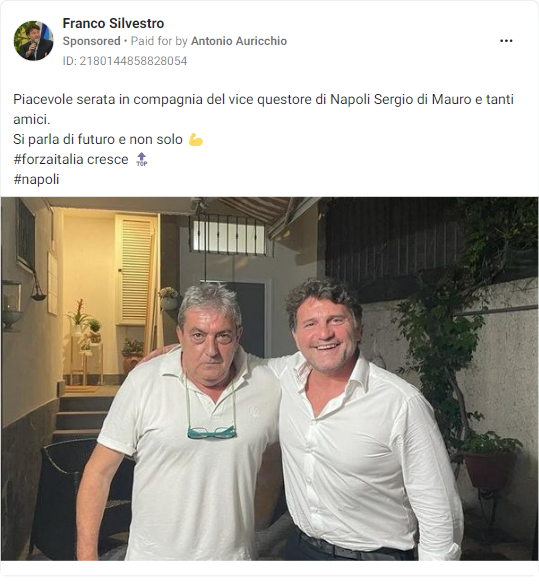 Franco Silvestro
Sponsored • Paid for by Antonio Auricchio
ID: 2180144858828054
Piacevole serata in compagnia del vice questore di Napoli Sergio di Mauro e tanti
amici.
Si parla di futuro e non solo 💪
#forzaitalia cresce 🔝
#napoli